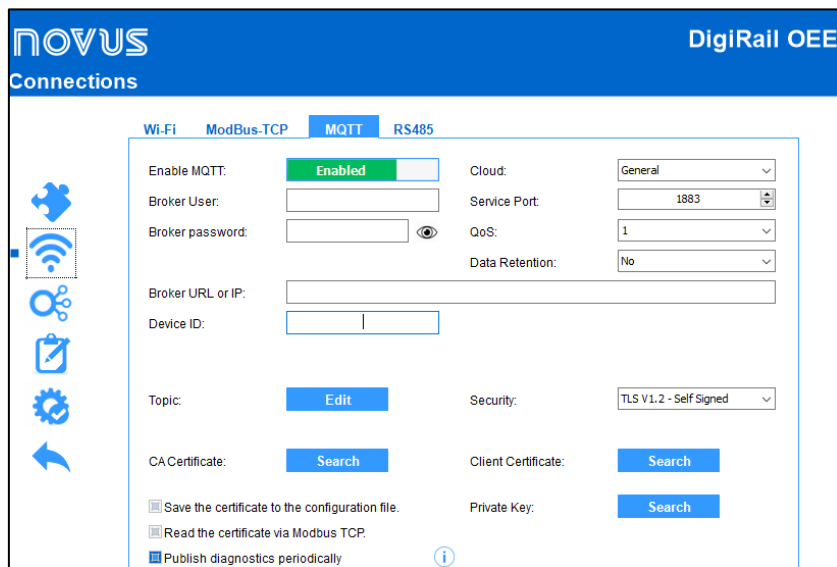 novus
DigiRail OEE
Connections
Wi-Fi ModBus-TCP MQTT RS485
Enable MQTT: Enabled Cloud: General
Broker User: Service Port: 1883
Broker password: QoS: 1
Data Retention: No
Broker URL or IP:
Device ID:
Topic: Edit Security: TLS V1.2 - Self Signed
CA Certificate: Search Client Certificate: Search
Save the certificate to the configuration file. Private Key: Search
Read the certificate via Modbus TCP.
Publish diagnostics periodically i